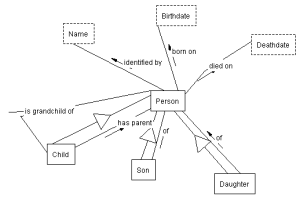 Birthdate
Name
born on
Deathdate
identified by
died on
Person
is grandchild of
has parent
of
of
Child
Son
Daughter